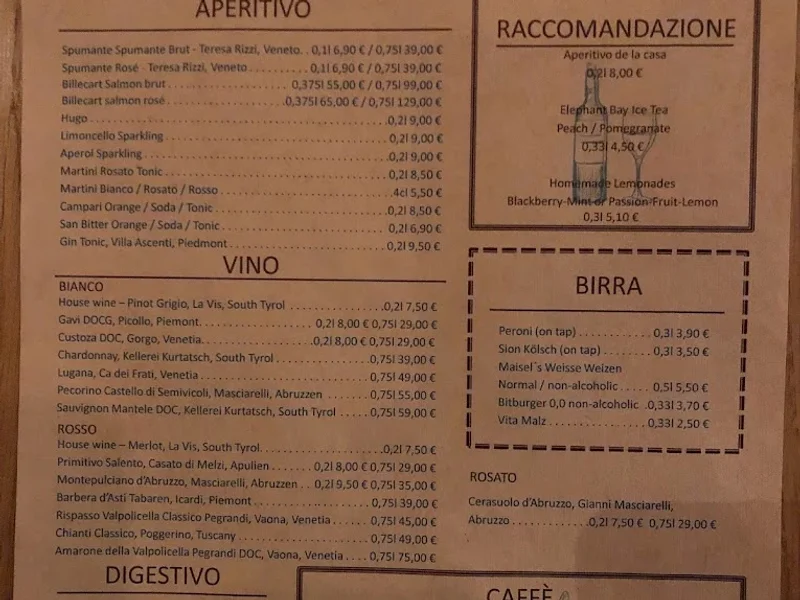 APERITIVO
Spumante Spumante Brut - Teresa Rizzi, Veneto. . 0,1l 6,90 € / 0,75l 39,00 €
Spumante Rosé - Teresa Rizzi, Veneto . . . . . . . . . 0,1l 6,90 € / 0,75l 39,00 €
Billecart Salmon brut . . . . . . . . . . . . . . . . . . 0,375l 55,00 € / 0,75l 99,00 €
Billecart salmon rosé . . . . . . . . . . . . . . . . . .0,375l 65,00 € / 0,75l 129,00 €
Hugo . . . . . . . . . . . . . . . . . . . . . . . . . . . . . . . . . . . . . . .0,2l 9,00 €
Limoncello Sparkling . . . . . . . . . . . . . . . . . . . . . . . . . . . . 0,2l 9,00 €
Aperol Sparkling . . . . . . . . . . . . . . . . . . . . . . . . . . . . . . .0,2l 9,00 €
Martini Rosato Tonic . . . . . . . . . . . . . . . . . . . . . . . . . . . . 0,2l 8,50 €
Martini Bianco / Rosato / Rosso . . . . . . . . . . . . . . . . . . . . 4cl 5,50 €
Campari Orange / Soda / Tonic . . . . . . . . . . . . . . . . . . . . 0,2l 8,50 €
San Bitter Orange / Soda / Tonic . . . . . . . . . . . . . . . . . . . 0,2l 6,90 €
Gin Tonic, Villa Ascenti, Piedmont . . . . . . . . . . . . . . . . . . 0,2l 9,50 €
VINO
BIANCO
House wine – Pinot Grigio, La Vis, South Tyrol . . . . . . . . . . .0,2l 7,50 €
Gavi DOCG, Picollo, Piemont. . . . . . . . . . . . . 0,2l 8,00 € 0,75l 29,00 €
Custoza DOC, Gorgo, Venetia. . . . . . . . . . . . .0,2l 8,00 € 0,75l 29,00 €
Chardonnay, Kellerei Kurtatsch, South Tyrol . . . . . . . . . . . 0,75l 39,00 €
Lugana, Ca dei Frati, Venetia . . . . . . . . . . . . . . . . . . . . . 0,75l 49,00 €
Pecorino Castello di Semivicoli, Masciarelli, Abruzzen . . . . . 0,75l 55,00 €
Sauvignon Mantele DOC, Kellerei Kurtatsch, South Tyrol . . . . . 0,75l 59,00 €
ROSSO
House wine – Merlot, La Vis, South Tyrol. . . . . . . . . . . . . . .0,2l 7,50 €
Primitivo Salento, Casato di Melzi, Apulien . . . . . 0,2l 8,00 € 0,75l 29,00 €
Montepulciano d'Abruzzo, Masciarelli, Abruzzen . . 0,2l 9,50 € 0,75l 35,00 €
Barbera d'Asti Tabaren, Icardi, Piemont . . . . . . . . . . . . . . 0,75l 39,00 €
Rispasso Valpolicella Classico Pegrandi, Vaona, Venetia . . . . . 0,75l 45,00 €
Chianti Classico, Poggerino, Tuscany . . . . . . . . . . . . . . . . 0,75l 49,00 €
Amarone della Valpolicella Pegrandi DOC, Vaona, Venetia . . . . 0,75l 75,00 €
DIGESTIVO
RACCOMANDAZIONE
Aperitivo de la casa
0,2l 8,00 €
Elephant Bay Ice Tea
Peach / Pomegranate
0,33l 4,50 €
Homemade Lemonades
Blackberry-Mint or Passion-Fruit-Lemon
0,3l 5,10 €
BIRRA
Peroni (on tap) . . . . . . . . . . . . 0,3l 3,90 €
Sion Kölsch (on tap) . . . . . . . . . 0,3l 3,50 €
Maisel´s Weisse Weizen
Normal / non-alcoholic . . . . . 0,5l 5,50 €
Bitburger 0,0 non-alcoholic .0,33l 3,70 €
Vita Malz . . . . . . . . . . . . . . . . 0,33l 2,50 €
ROSATO
Cerasuolo d'Abruzzo, Gianni Masciarelli,
Abruzzo . . . . . . . . . . . . .0,2l 7,50 € 0,75l 29,00 €
CAFFÈ